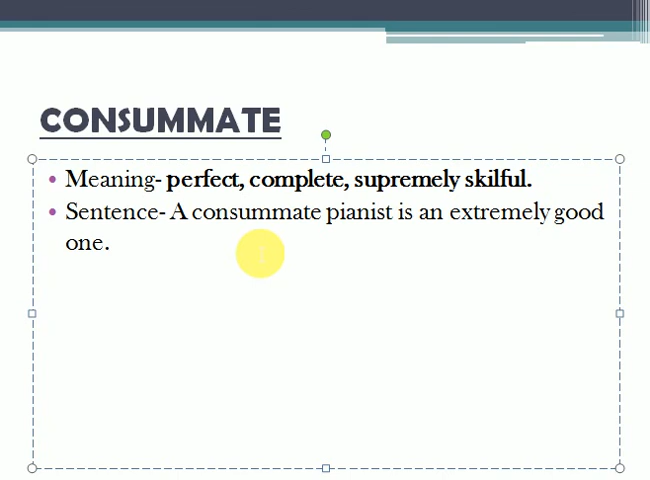 CONSUMMATE
• Meaning- perfect, complete, supremely skilful.
• Sentence- A consummate pianist is an extremely good
one.